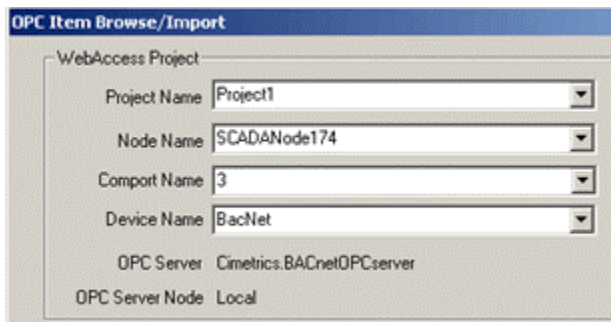 OPC Item Browse/Import
WebAccess Project
Project Name Project1
Node Name SCADANode174
Comport Name 3
Device Name BacNet
OPC Server Cimetrics.BACnetOPCserver
OPC Server Node Local